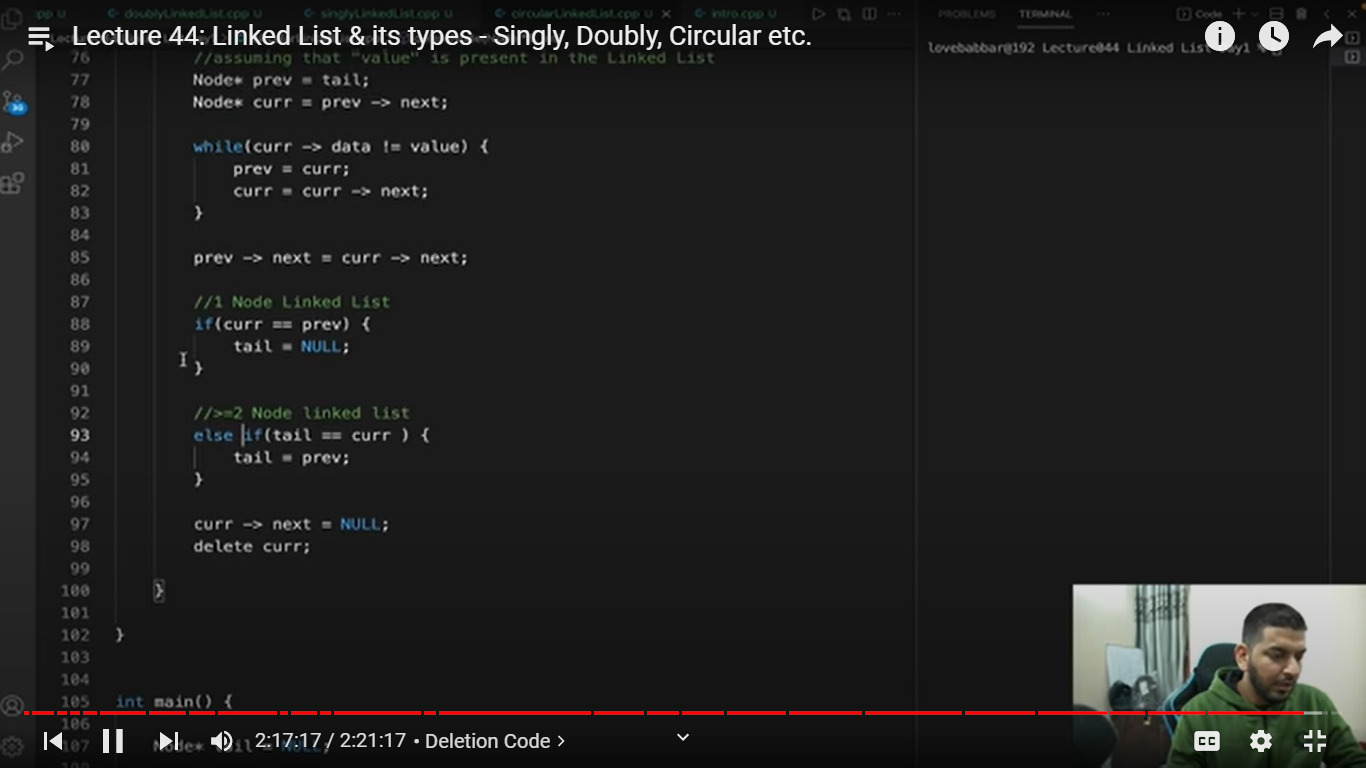 doublyLinkedList.cpp U singlyLinkedList.cpp circularLinkedList.cpp U intro.cpp U PROBLEMS TERMINAL Code
Lecture 44: Linked List & its types - Singly, Doubly, Circular etc.
lovebabbar@192 Lecture044 Linked List
76 //assuming that "value" is present in the Linked List
77 Node* prev = tail;
78 Node* curr = prev -> next;
79
80 while(curr -> data != value) {
81 prev = curr;
82 curr = curr -> next;
83 }
84
85 prev -> next = curr -> next;
86
87 //1 Node Linked List
88 if(curr == prev) {
89 tail = NULL;
90 }
91
92 //>=2 Node linked list
93 else if(tail == curr ) {
94 tail = prev;
95 }
96
97 curr -> next = NULL;
98 delete curr;
99
100 }
101
102 }
103
104
105 int main() {
106
107 Node* tail = NULL;
2:17:17 / 2:21:17 • Deletion Code >
CC